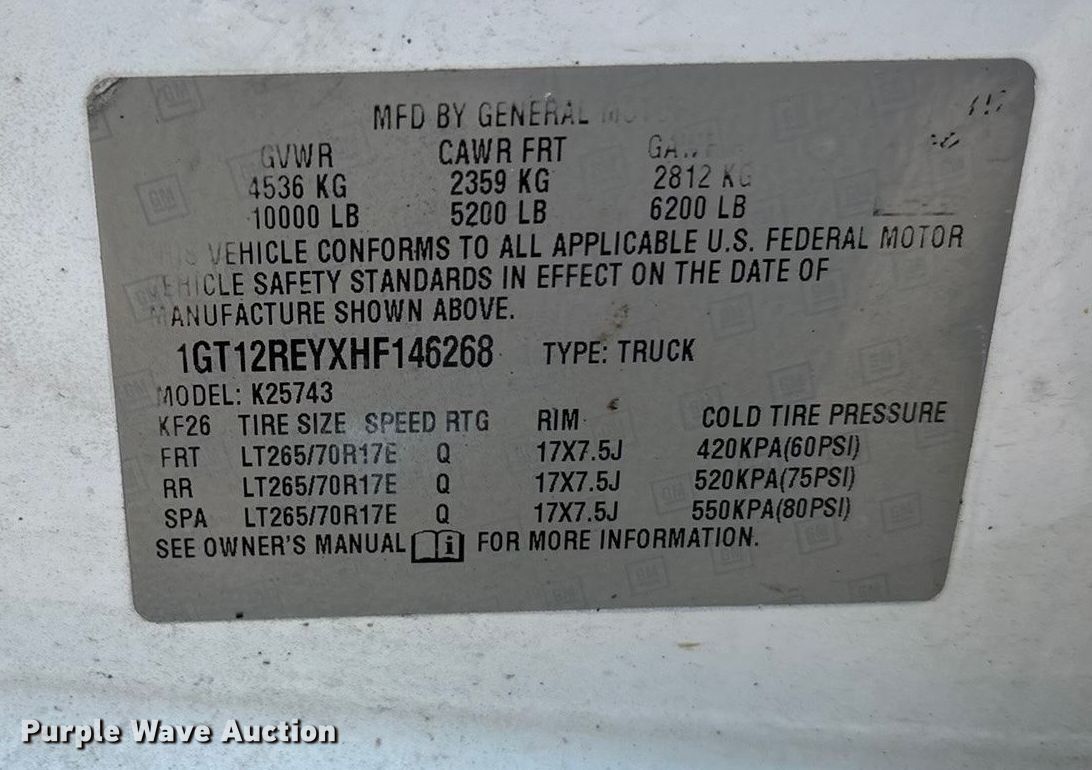 MFD BY GENERAL
GVWR CAWR FRT
4536 KG 2359 KG 2812 KG
10000 LB 5200 LB 6200 LB
VEHICLE CONFORMS TO ALL APPLICABLE U.S. FEDERAL MOTOR
VEHICLE SAFETY STANDARDS IN EFFECT ON THE DATE OF
MANUFACTURE SHOWN ABOVE.
1GT12REYXHF146268 TYPE: TRUCK
MODEL: K25743
KF26 TIRE SIZE SPEED RTG RIM COLD TIRE PRESSURE
FRT LT265/70R17E Q 17X7.5J 420KPA(60PSI)
RR LT265/70R17E Q 17X7.5J 520KPA(75PSI)
SPA LT265/70R17E Q 17X7.5J 550KPA(80PSI)
SEE OWNER'S MANUAL FOR MORE INFORMATION.
Purple Wave Auction